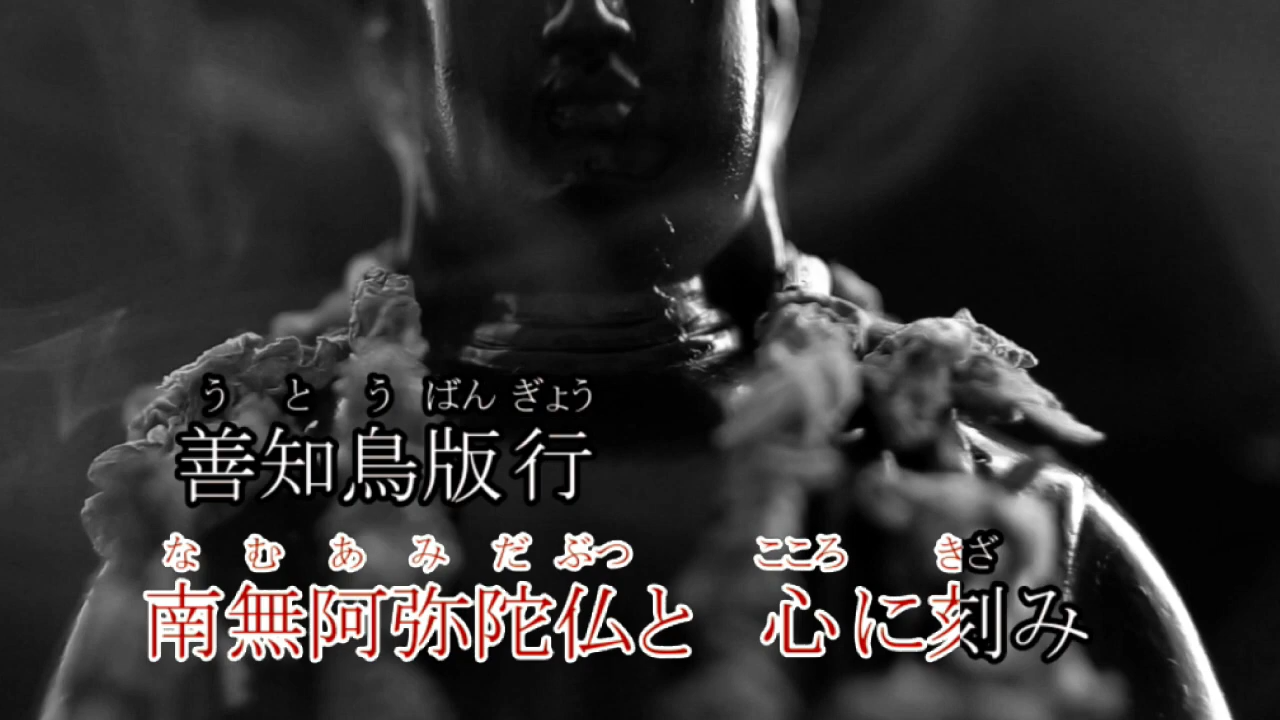 う と う ばん ぎょう
善知鳥版行
な む あ み だ ぶつ こころ きざ
南無阿弥陀仏と 心に刻み